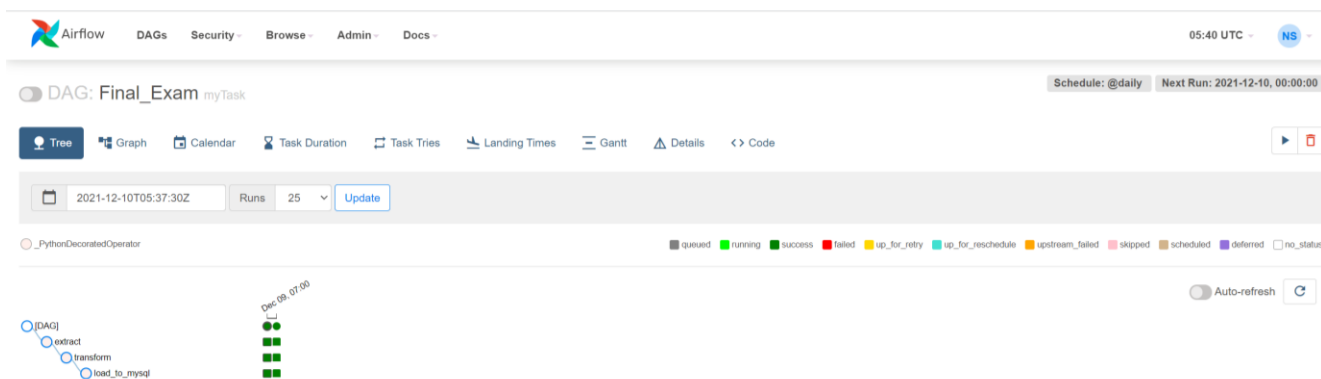 Airflow DAGs Security Browse Admin Docs 05:40 UTC NS
DAG: Final_Exam myTask Schedule: @daily Next Run: 2021-12-10, 00:00:00
Tree Graph Calendar Task Duration Task Tries Landing Times Gantt Details <> Code
2021-12-10T05:37:30Z Runs 25 Update
_PythonDecoratedOperator queued running success failed up_for_retry up_for_reschedule upstream_failed skipped scheduled deferred no_status
Dec 09, 07:00
Auto-refresh
[DAG]
extract
transform
load_to_mysql